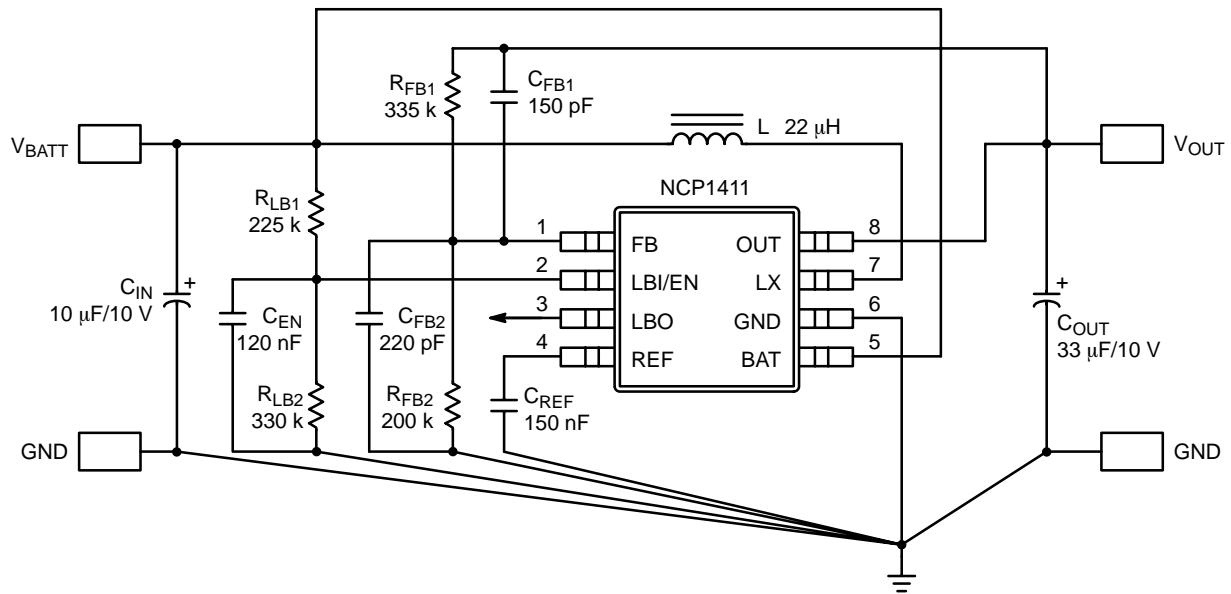 R_FB1
335 k
C_FB1
150 pF
V_BATT
L 22 μH
V_OUT
NCP1411
R_LB1
225 k
1
FB
OUT
8
2
LBI/EN
LX
7
3
LBO
GND
6
4
REF
BAT
5
C_IN
+
10 μF/10 V
C_EN
120 nF
C_FB2
220 pF
+
C_OUT
33 μF/10 V
R_LB2
330 k
R_FB2
200 k
C_REF
150 nF
GND
GND